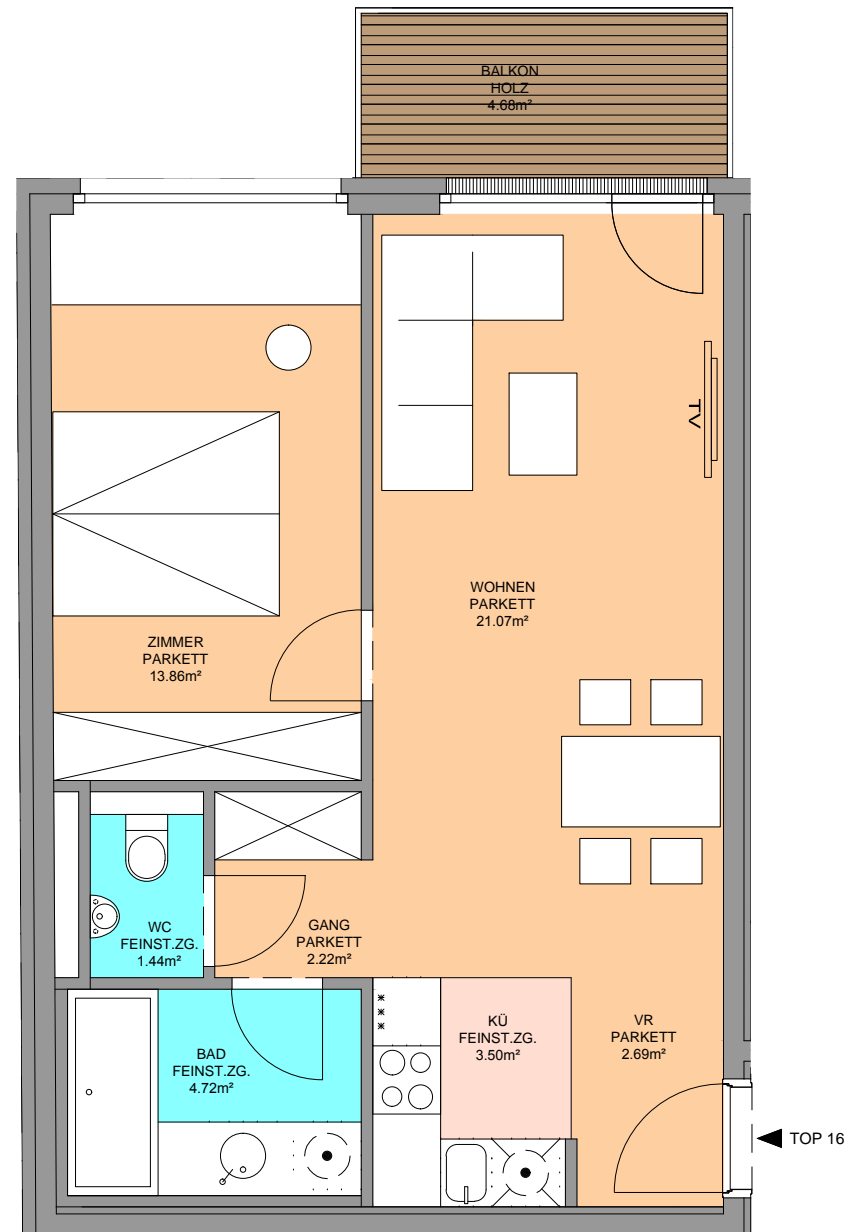 BALKON
HOLZ
4.68m²
TV
WOHNEN
PARKETT
21.07m²
ZIMMER
PARKETT
13.86m²
WC
FEINST.ZG.
1.44m²
GANG
PARKETT
2.22m²
KÜ
FEINST.ZG.
3.50m²
VR
PARKETT
2.69m²
BAD
FEINST.ZG.
4.72m²
TOP 16